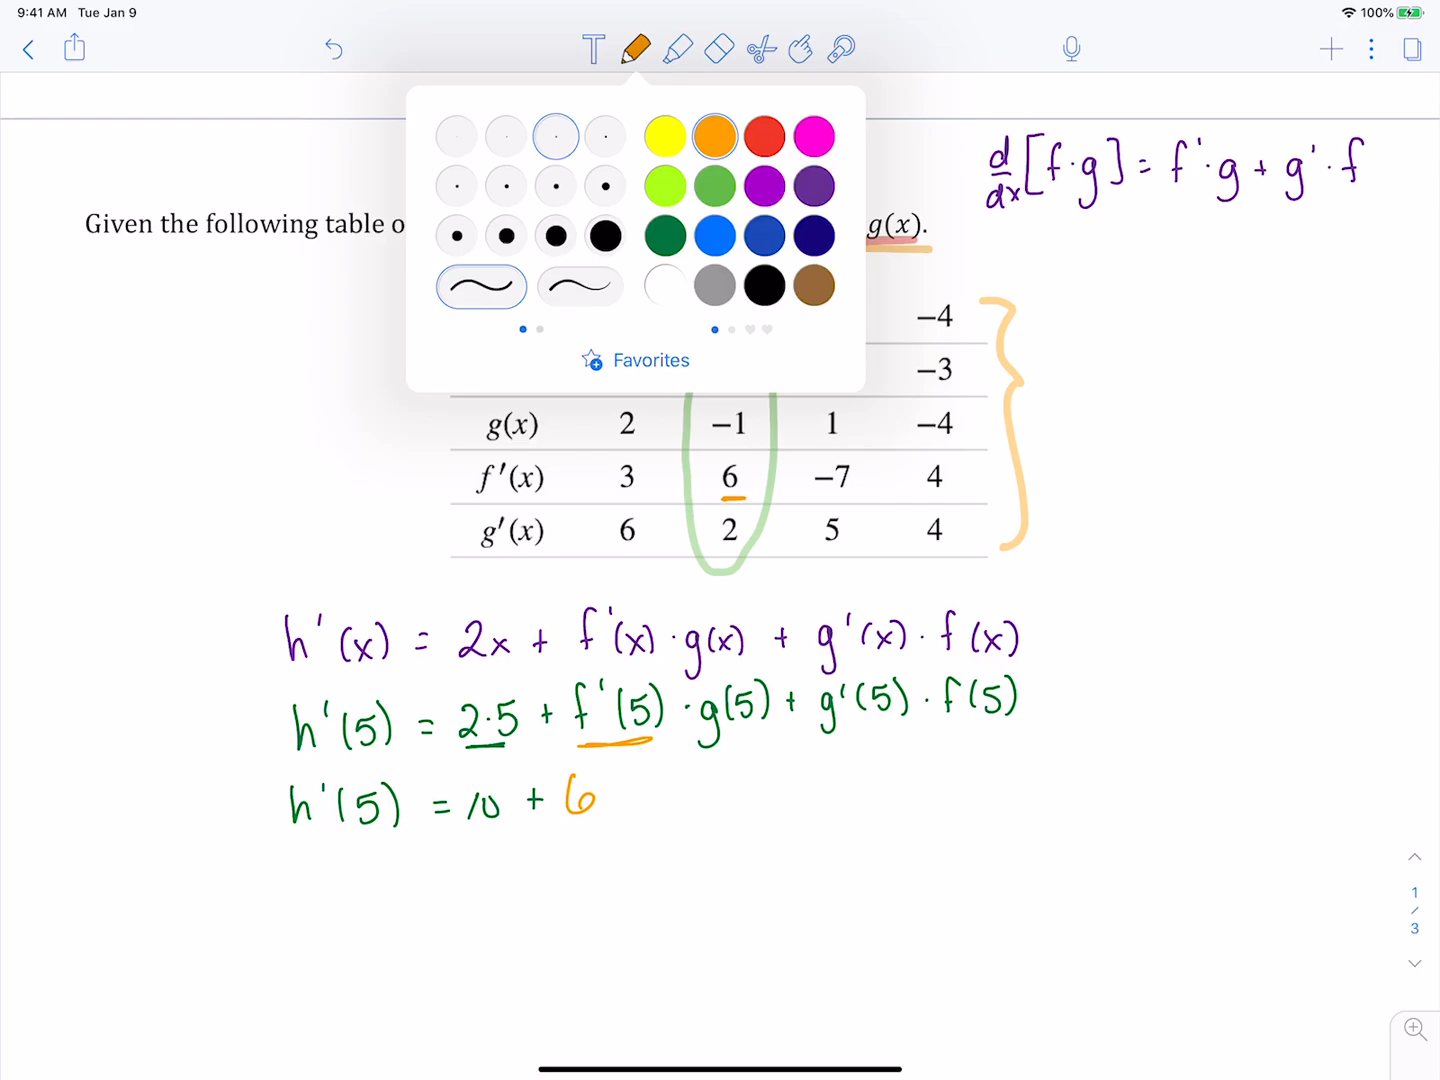 9:41 AM Tue Jan 9
100%
T
d/dx [f·g] = f'·g + g'·f
Given the following table o
g(x).
−4
−3
Favorites
g(x) 2 −1 1 −4
f′(x) 3 6 −7 4
g′(x) 6 2 5 4
h'(x) = 2x + f'(x)·g(x) + g'(x)·f(x)
h'(5) = 2·5 + f'(5)·g(5) + g'(5)·f(5)
h'(5) = 10 + 6
1
/
3